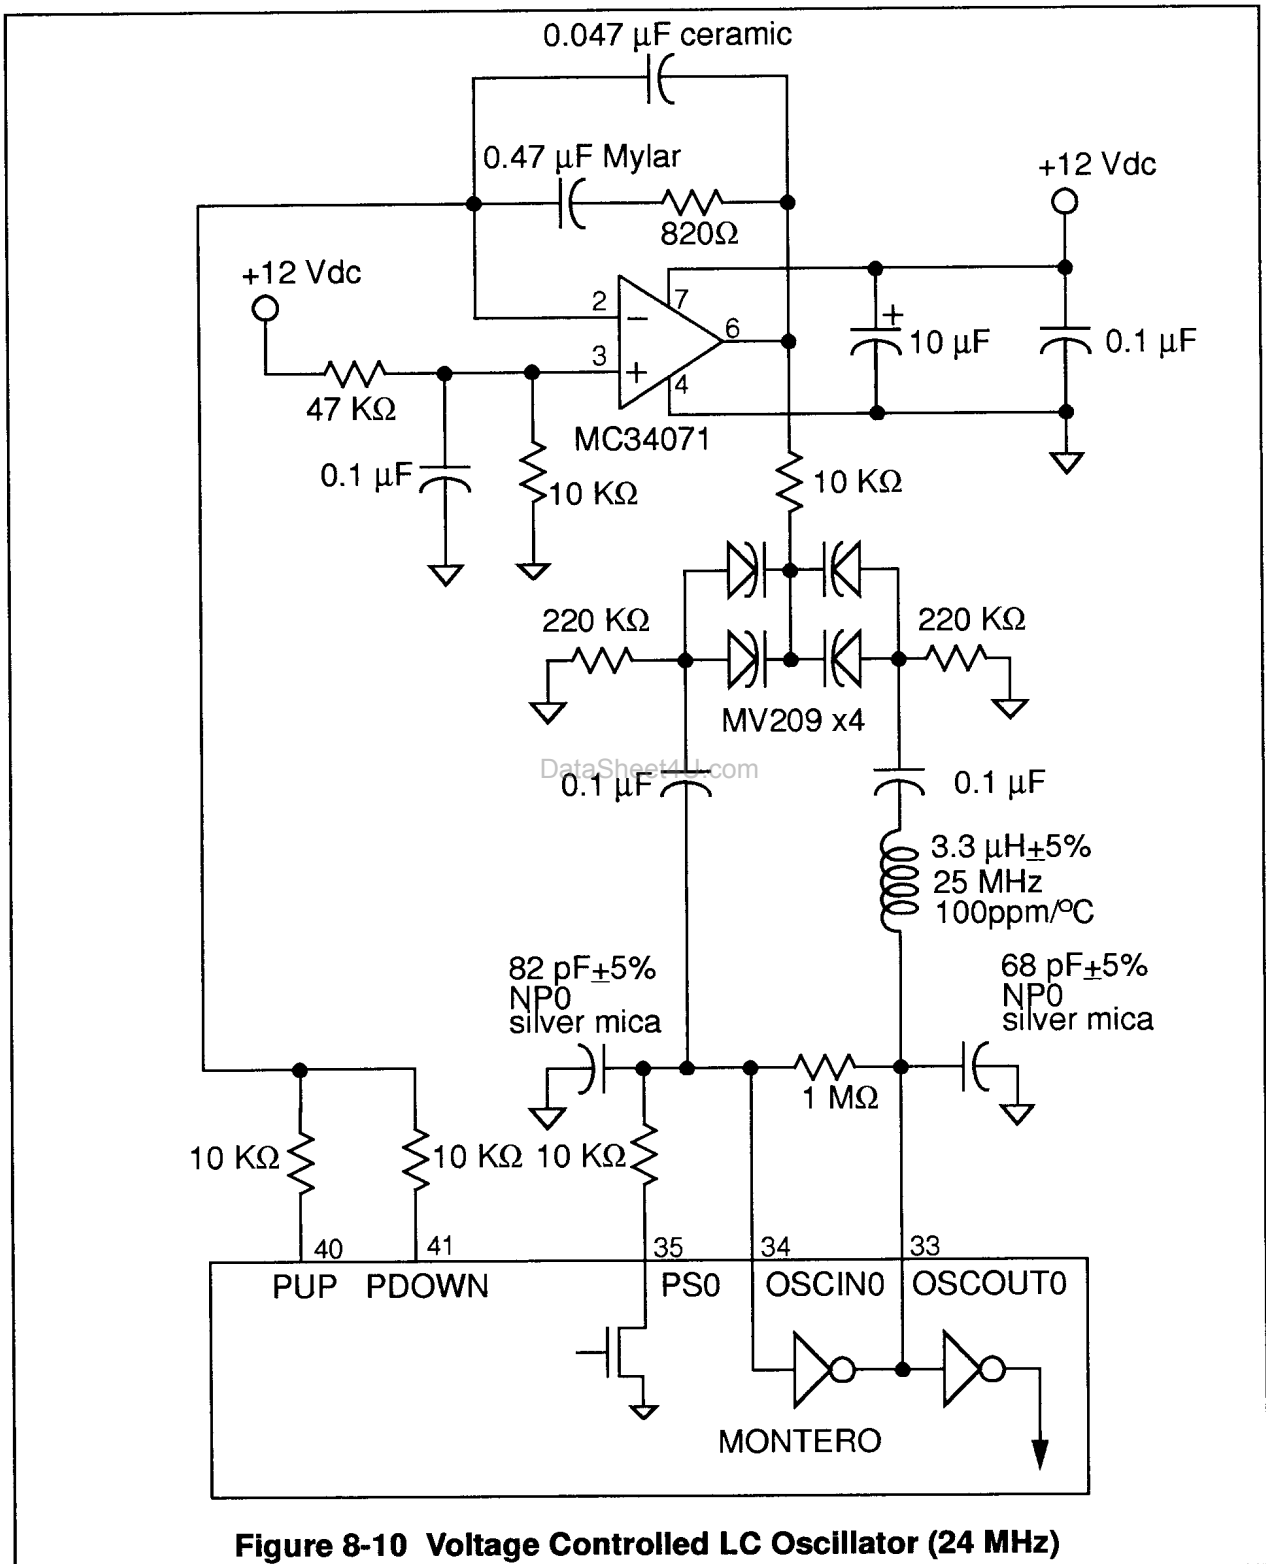 0.047 µF ceramic
0.47 µF Mylar
820Ω
+12 Vdc
+12 Vdc
2
−
7
6
3
+
4
+
10 µF
0.1 µF
47 KΩ
MC34071
0.1 µF
10 KΩ
10 KΩ
220 KΩ
220 KΩ
MV209 x4
DataSheet4U.com
0.1 µF
0.1 µF
3.3 µH±5%
25 MHz
100ppm/°C
82 pF±5%
NP0
silver mica
68 pF±5%
NP0
silver mica
1 MΩ
10 KΩ
10 KΩ
10 KΩ
40
41
35
34
33
PUP
PDOWN
PS0
OSCIN0
OSCOUT0
MONTERO
Figure 8-10 Voltage Controlled LC Oscillator (24 MHz)